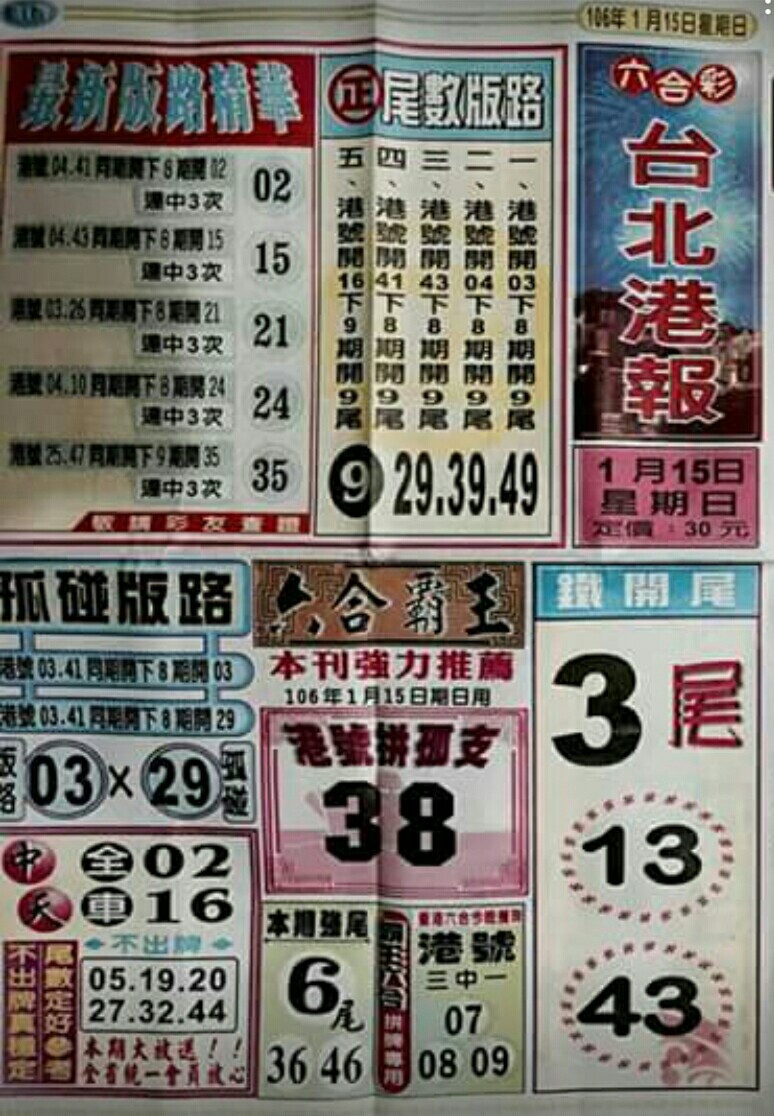 106年1月15日星期日
六合彩
台北港報
1月15日
星期日
定價:30元
最新版路精華
港號04.41同期開下8期開02
連中3次
02
港號04.43同期開下8期開15
連中3次
15
港號03.26同期開下8期開21
連中3次
21
港號04.10同期開下8期開24
連中3次
24
港號25.47同期開下9期開35
連中3次
35
敬請彩友查證
正尾數版路
一、港號開03下8期開9尾
二、港號開04下8期開9尾
三、港號開43下8期開9尾
四、港號開41下8期開9尾
五、港號開16下9期開9尾
9 29.39.49
孤碰版路
港號03.41同期開下8期開03
港號03.41同期開下8期開29
版路 03 x 29 孤碰
六合霸王
本刊強力推薦
106年1月15日期日用
港號拼孤支
38
鐵開尾
3尾
13
43
中天
全車
02
16
不出牌
05.19.20
27.32.44
尾數定好參考
不出牌真穩定
本期大放送!!
全省統一會員放心
本期強尾
6尾
36 46
霸王六合
拼牌專用
港號
三中一
07
08 09